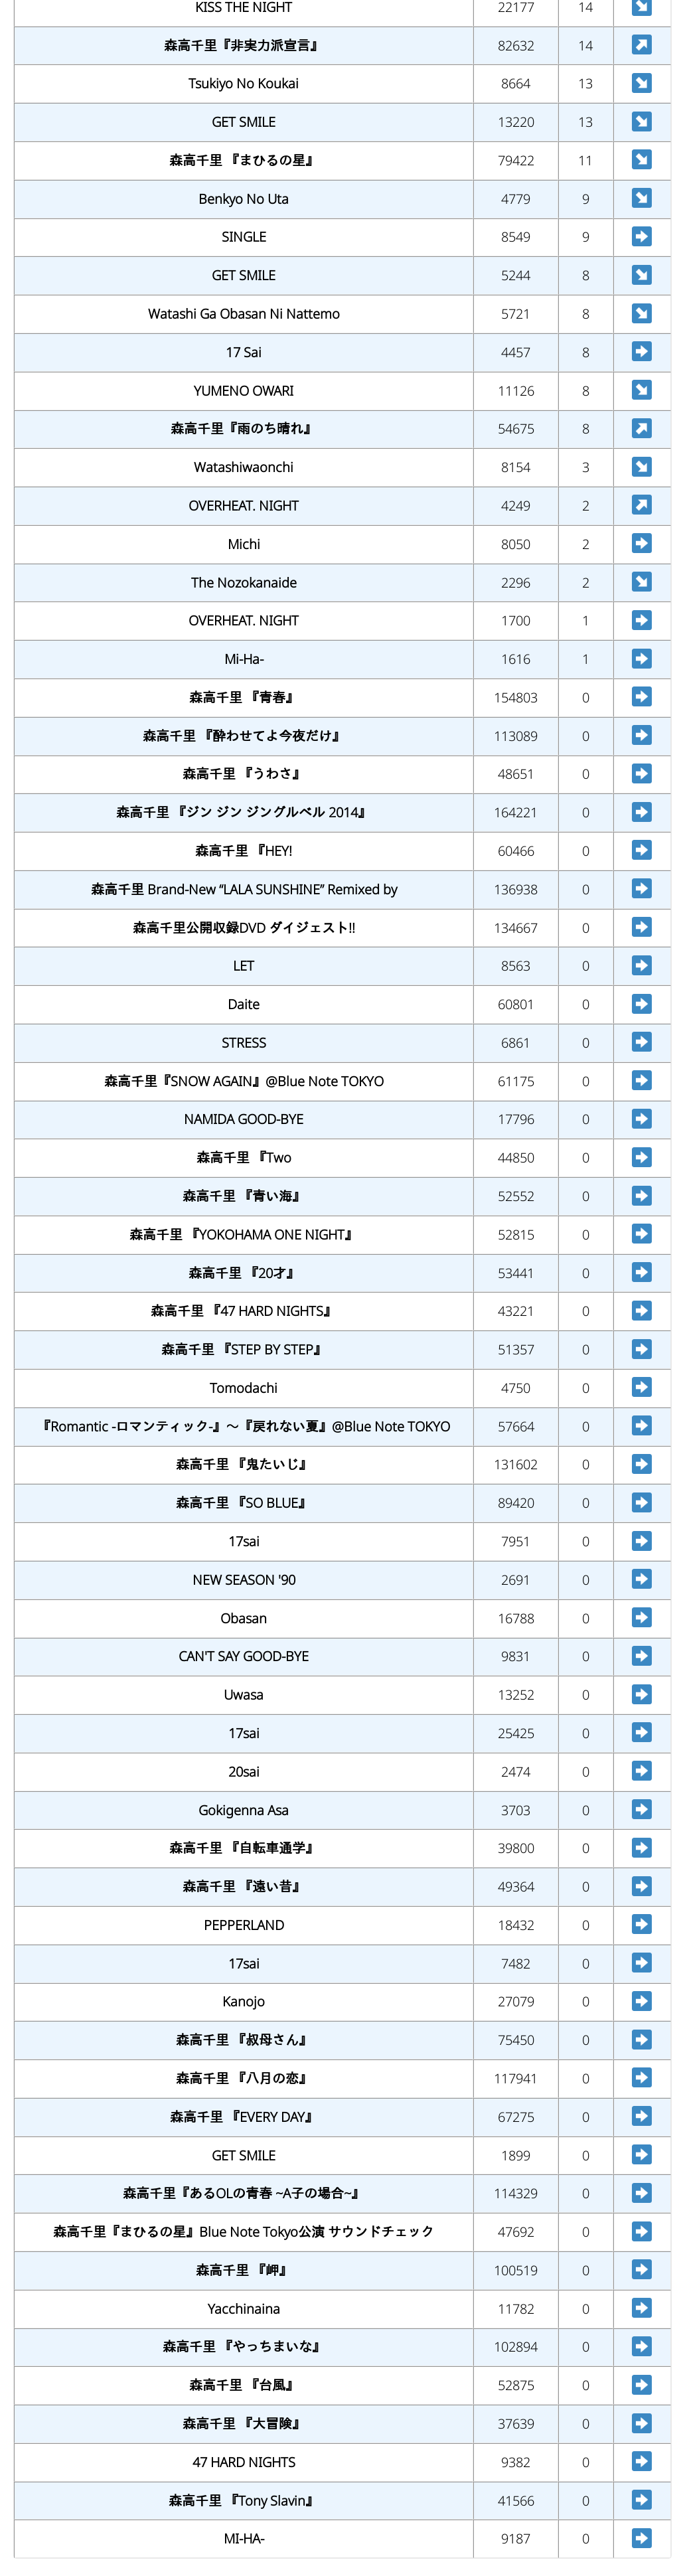 KISS THE NIGHT 22177 14
森高千里『非実力派宣言』 82632 14
Tsukiyo No Koukai 8664 13
GET SMILE 13220 13
森高千里 『まひるの星』 79422 11
Benkyo No Uta 4779 9
SINGLE 8549 9
GET SMILE 5244 8
Watashi Ga Obasan Ni Nattemo 5721 8
17 Sai 4457 8
YUMENO OWARI 11126 8
森高千里『雨のち晴れ』 54675 8
Watashiwaonchi 8154 3
OVERHEAT. NIGHT 4249 2
Michi 8050 2
The Nozokanaide 2296 2
OVERHEAT. NIGHT 1700 1
Mi-Ha- 1616 1
森高千里 『青春』 154803 0
森高千里 『酔わせてよ今夜だけ』 113089 0
森高千里 『うわさ』 48651 0
森高千里 『ジン ジン ジングルベル 2014』 164221 0
森高千里 『HEY! 60466 0
森高千里 Brand-New “LALA SUNSHINE” Remixed by 136938 0
森高千里公開収録DVD ダイジェスト!! 134667 0
LET 8563 0
Daite 60801 0
STRESS 6861 0
森高千里『SNOW AGAIN』@Blue Note TOKYO 61175 0
NAMIDA GOOD-BYE 17796 0
森高千里 『Two 44850 0
森高千里 『青い海』 52552 0
森高千里 『YOKOHAMA ONE NIGHT』 52815 0
森高千里 『20才』 53441 0
森高千里 『47 HARD NIGHTS』 43221 0
森高千里 『STEP BY STEP』 51357 0
Tomodachi 4750 0
『Romantic -ロマンティック-』～『戻れない夏』@Blue Note TOKYO 57664 0
森高千里 『鬼たいじ』 131602 0
森高千里 『SO BLUE』 89420 0
17sai 7951 0
NEW SEASON '90 2691 0
Obasan 16788 0
CAN'T SAY GOOD-BYE 9831 0
Uwasa 13252 0
17sai 25425 0
20sai 2474 0
Gokigenna Asa 3703 0
森高千里 『自転車通学』 39800 0
森高千里 『遠い昔』 49364 0
PEPPERLAND 18432 0
17sai 7482 0
Kanojo 27079 0
森高千里 『叔母さん』 75450 0
森高千里 『八月の恋』 117941 0
森高千里 『EVERY DAY』 67275 0
GET SMILE 1899 0
森高千里『あるOLの青春 ~A子の場合~』 114329 0
森高千里『まひるの星』Blue Note Tokyo公演 サウンドチェック 47692 0
森高千里 『岬』 100519 0
Yacchinaina 11782 0
森高千里 『やっちまいな』 102894 0
森高千里 『台風』 52875 0
森高千里 『大冒険』 37639 0
47 HARD NIGHTS 9382 0
森高千里 『Tony Slavin』 41566 0
MI-HA- 9187 0